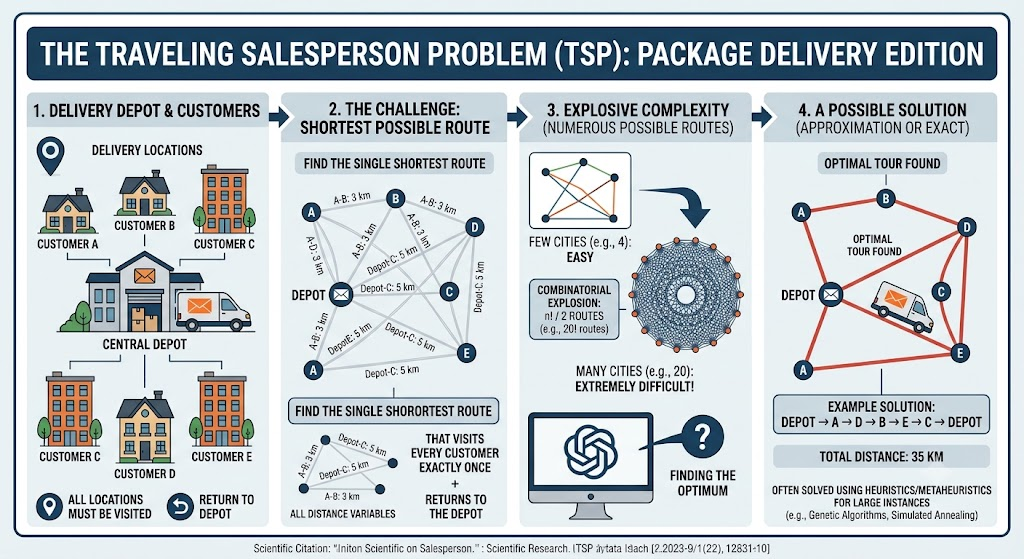 THE TRAVELING SALESPERSON PROBLEM (TSP): PACKAGE DELIVERY EDITION
1. DELIVERY DEPOT & CUSTOMERS
DELIVERY LOCATIONS
CUSTOMER A
CUSTOMER B
CUSTOMER C
CENTRAL DEPOT
CUSTOMER C
CUSTOMER D
CUSTOMER E
ALL LOCATIONS
MUST BE VISITED
RETURN TO
DEPOT
2. THE CHALLENGE:
SHORTEST POSSIBLE ROUTE
FIND THE SINGLE SHORTEST ROUTE
A-B: 3 km
A-B: 3 km
A
B
D
A-D: 3 km
A-B: 3 km
A-B: 3 km
Depot-C: 5 km
DEPOT
Depot-C: 5 km
C
Depot-C: 5 km
A-B: 3 km
DepotE: 5 km
Depot-C: 5 km
E
A
Depot-C: 5 km
FIND THE SINGLE SHORORTEST ROUTE
A-B: 3 km
Depot-C: 5 km
Depot-C: 5 km
A-B: 3 km
ALL DISTANCE VARIABLES
THAT VISITS
EVERY CUSTOMER
EXACTLY ONCE
+
RETURNS TO
THE DEPOT
3. EXPLOSIVE COMPLEXITY
(NUMEROUS POSSIBLE ROUTES)
FEW CITIES (e.g., 4):
EASY
COMBINATORIAL
EXPLOSION:
n! / 2 ROUTES
(e.g., 20! routes)
MANY CITIES (e.g., 20):
EXTREMELY DIFFICULT!
?
FINDING THE
OPTIMUM
4. A POSSIBLE SOLUTION
(APPROXIMATION OR EXACT)
OPTIMAL TOUR FOUND
A
B
D
OPTIMAL
TOUR FOUND
DEPOT
C
E
A
EXAMPLE SOLUTION:
DEPOT → A → D → B → E → C → DEPOT
TOTAL DISTANCE: 35 KM
OFTEN SOLVED USING HEURISTICS/METAHEURISTICS
FOR LARGE INSTANCES
(e.g., Genetic Algorithms, Simulated Annealing)
Scientific Citation: Scientific on Salesperson." : Scientific Research.